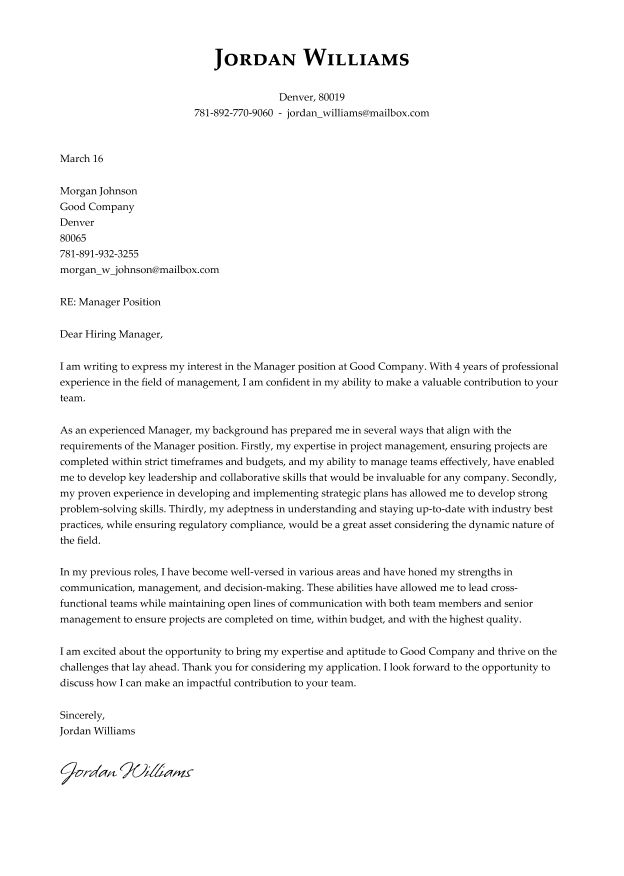 Jordan Williams
Denver, 80019
781-892-770-9060 - jordan_williams@mailbox.com
March 16
Morgan Johnson
Good Company
Denver
80065
781-891-932-3255
morgan_w_johnson@mailbox.com
RE: Manager Position
Dear Hiring Manager,
I am writing to express my interest in the Manager position at Good Company. With 4 years of professional
experience in the field of management, I am confident in my ability to make a valuable contribution to your
team.
As an experienced Manager, my background has prepared me in several ways that align with the
requirements of the Manager position. Firstly, my expertise in project management, ensuring projects are
completed within strict timeframes and budgets, and my ability to manage teams effectively, have enabled
me to develop key leadership and collaborative skills that would be invaluable for any company. Secondly,
my proven experience in developing and implementing strategic plans has allowed me to develop strong
problem-solving skills. Thirdly, my adeptness in understanding and staying up-to-date with industry best
practices, while ensuring regulatory compliance, would be a great asset considering the dynamic nature of
the field.
In my previous roles, I have become well-versed in various areas and have honed my strengths in
communication, management, and decision-making. These abilities have allowed me to lead cross-
functional teams while maintaining open lines of communication with both team members and senior
management to ensure projects are completed on time, within budget, and with the highest quality.
I am excited about the opportunity to bring my expertise and aptitude to Good Company and thrive on the
challenges that lay ahead. Thank you for considering my application. I look forward to the opportunity to
discuss how I can make an impactful contribution to your team.
Sincerely,
Jordan Williams
Jordan Williams